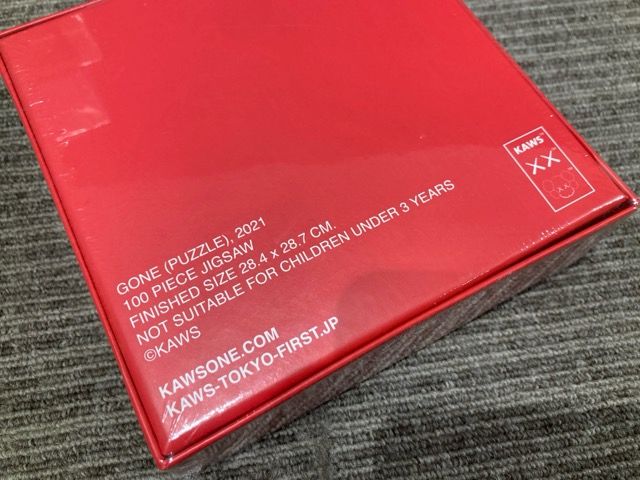 KAWS™
XX
GONE (PUZZLE), 2021
100 PIECE JIGSAW
FINISHED SIZE 28.4 x 28.7 CM.
NOT SUITABLE FOR CHILDREN UNDER 3 YEARS
©KAWS
KAWSONE.COM
KAWS-TOKYO-FIRST.JP